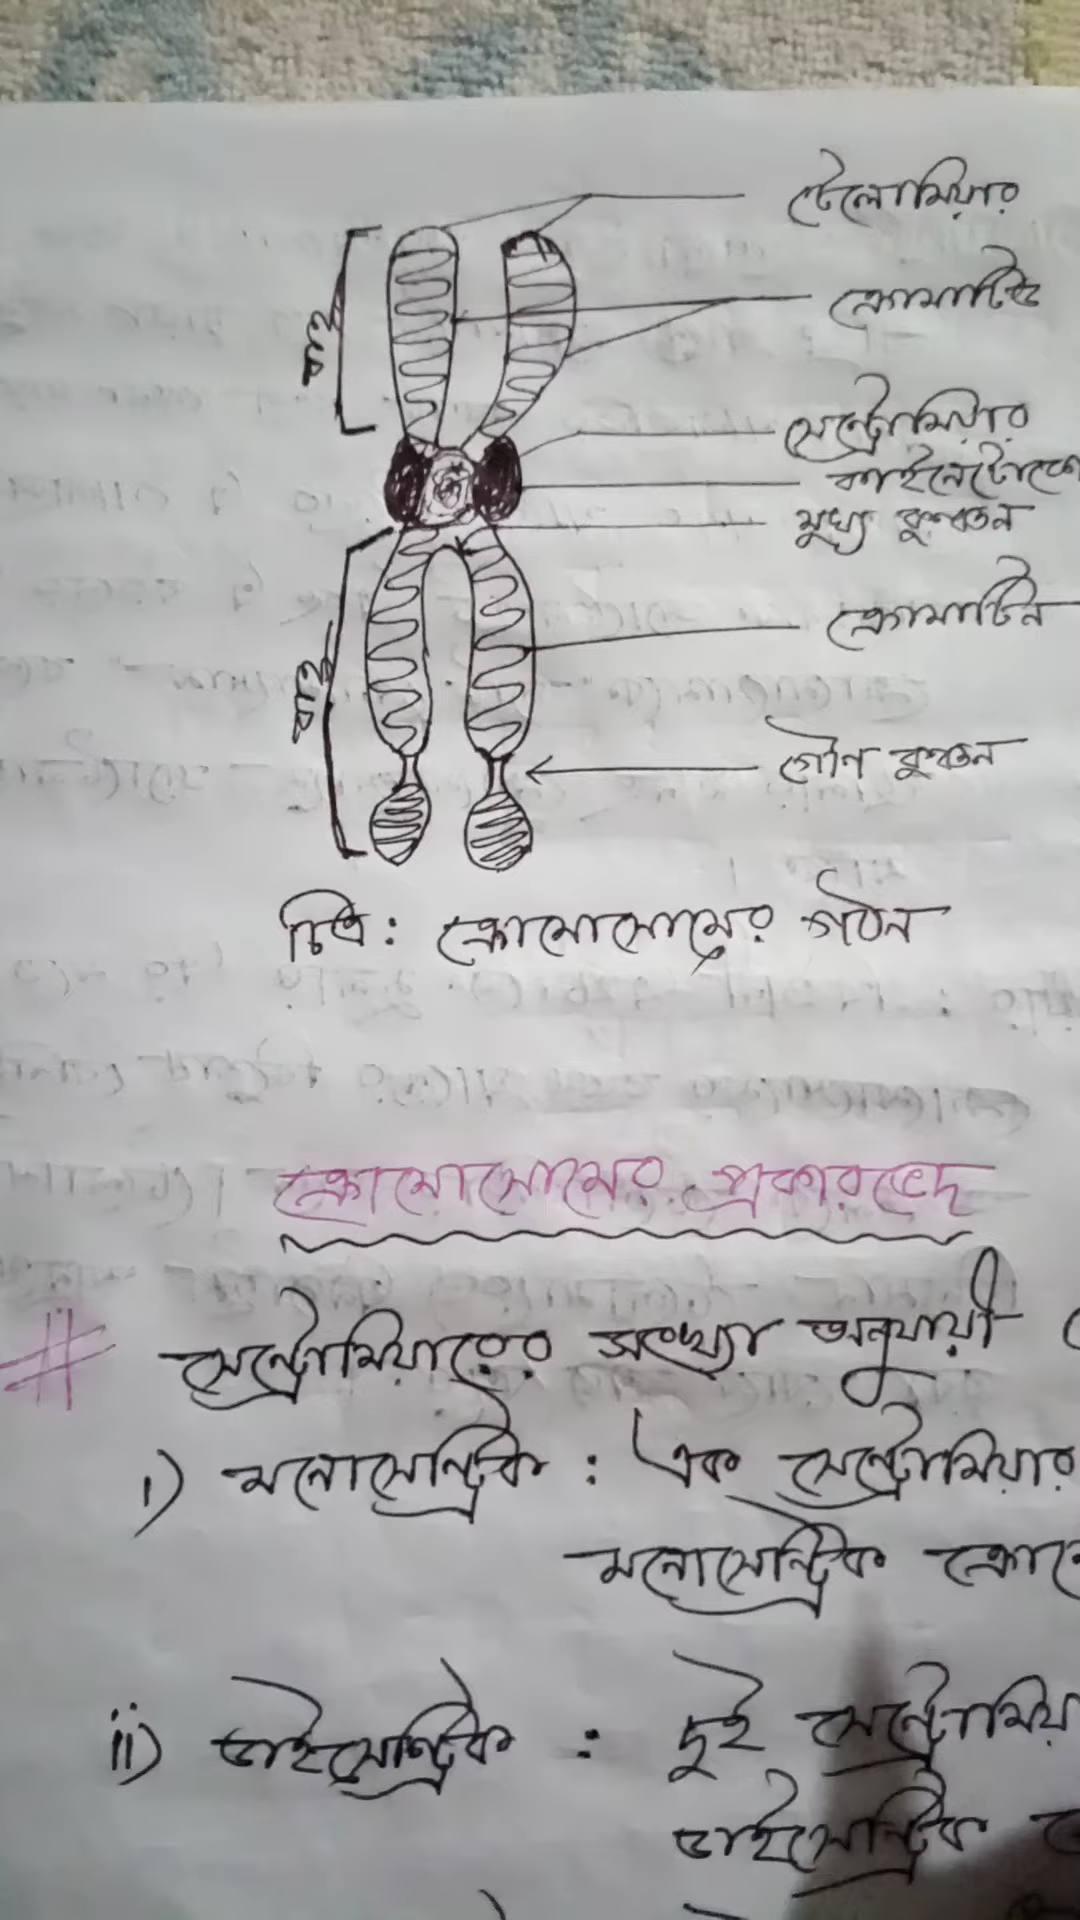 টেলোমিয়ার
ক্রোমাটিড
বাহু
সেন্ট্রোমিয়ার
কাইনেটোকো
মুখ্য কুঞ্চন
ক্রোমাটিন
বাহু
গৌণ কুঞ্চন
চিত্র: ক্রোমোসোমের গঠন
ক্রোমোসোমের প্রকারভেদ
# সেন্ট্রোমিয়ারের সংখ্যা অনুযায়ী
i) মনোসেন্ট্রিক : এক সেন্ট্রোমিয়ার
মনোসেন্ট্রিক ক্রোমো
ii) ডাইসেন্ট্রিক : দুই সেন্ট্রোমিয়
ডাইসেন্ট্রিক